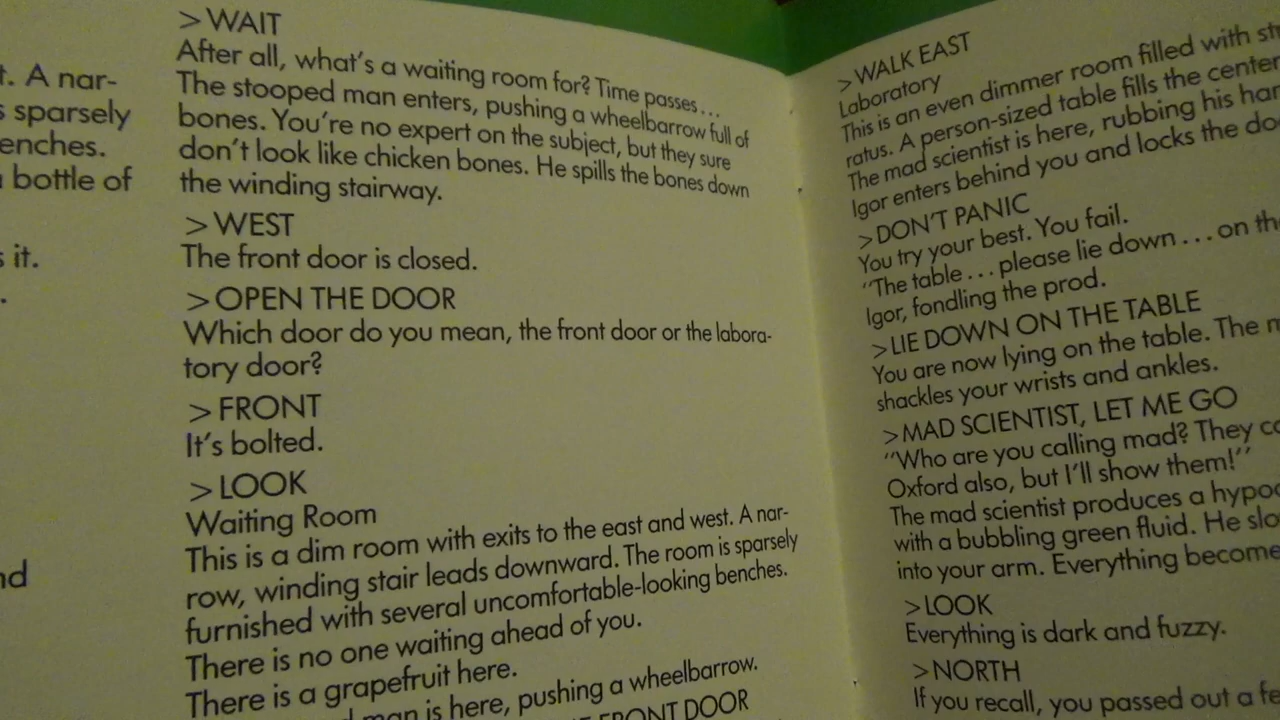 t. A nar-
s sparsely
enches.
bottle of
s it.
.
nd
>WAIT
After all, what's a waiting room for? Time passes...
The stooped man enters, pushing a wheelbarrow full of
bones. You're no expert on the subject, but they sure
don't look like chicken bones. He spills the bones down
the winding stairway.
>WEST
The front door is closed.
>OPEN THE DOOR
Which door do you mean, the front door or the labora-
tory door?
>FRONT
It's bolted.
>LOOK
Waiting Room
This is a dim room with exits to the east and west. A nar-
row, winding stair leads downward. The room is sparsely
furnished with several uncomfortable-looking benches.
There is no one waiting ahead of you.
There is a grapefruit here.
man is here, pushing a wheelbarrow.
FRONT DOOR
>WALK EAST
Laboratory
This is an even dimmer room filled with st
ratus. A person-sized table fills the center
The mad scientist is here, rubbing his han
Igor enters behind you and locks the do
>DON'T PANIC
You try your best. You fail.
"The table... please lie down... on the
Igor, fondling the prod.
>LIE DOWN ON THE TABLE
You are now lying on the table. The m
shackles your wrists and ankles.
>MAD SCIENTIST, LET ME GO
"Who are you calling mad? They ca
Oxford also, but I'll show them!"
The mad scientist produces a hypod
with a bubbling green fluid. He slo
into your arm. Everything become
>LOOK
Everything is dark and fuzzy.
>NORTH
If you recall, you passed out a fe